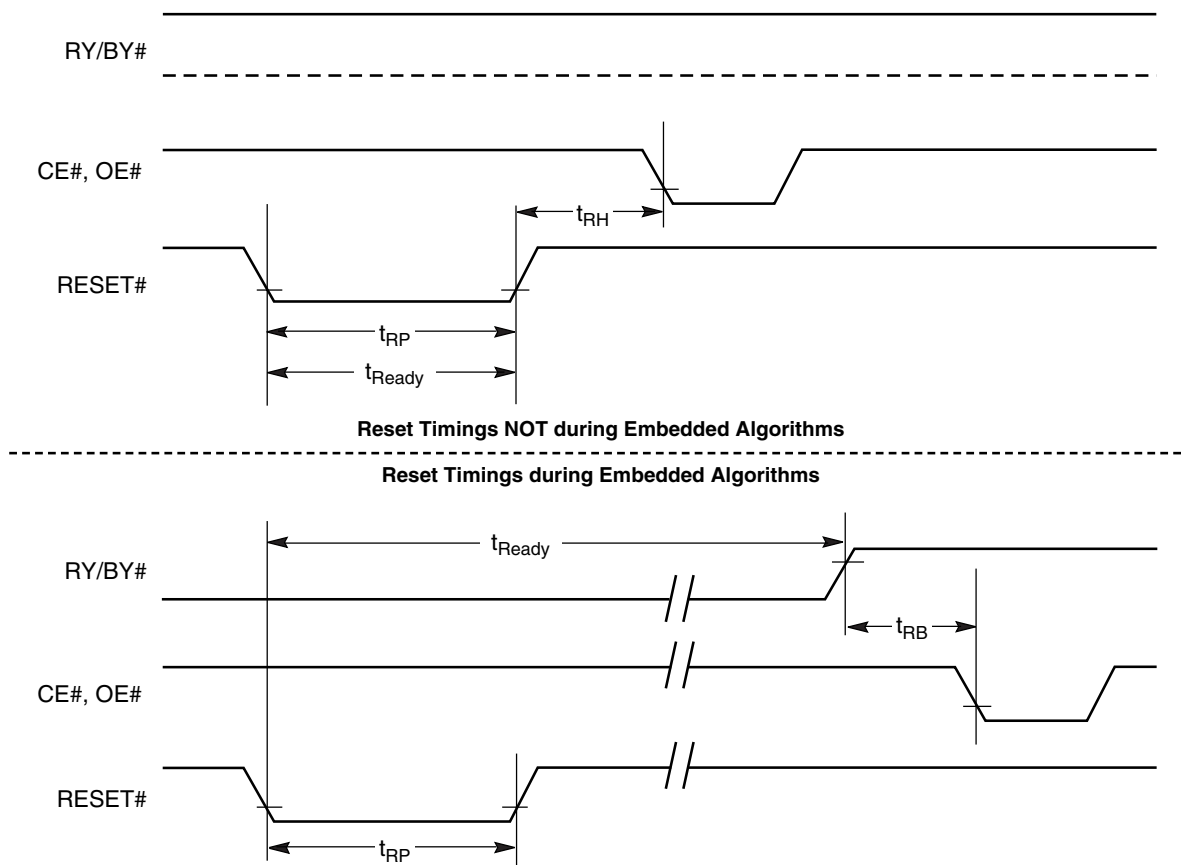 RY/BY#
CE#, OE#
tRH
RESET#
tRP
tReady
Reset Timings NOT during Embedded Algorithms
Reset Timings during Embedded Algorithms
tReady
RY/BY#
tRB
CE#, OE#
RESET#
tRP